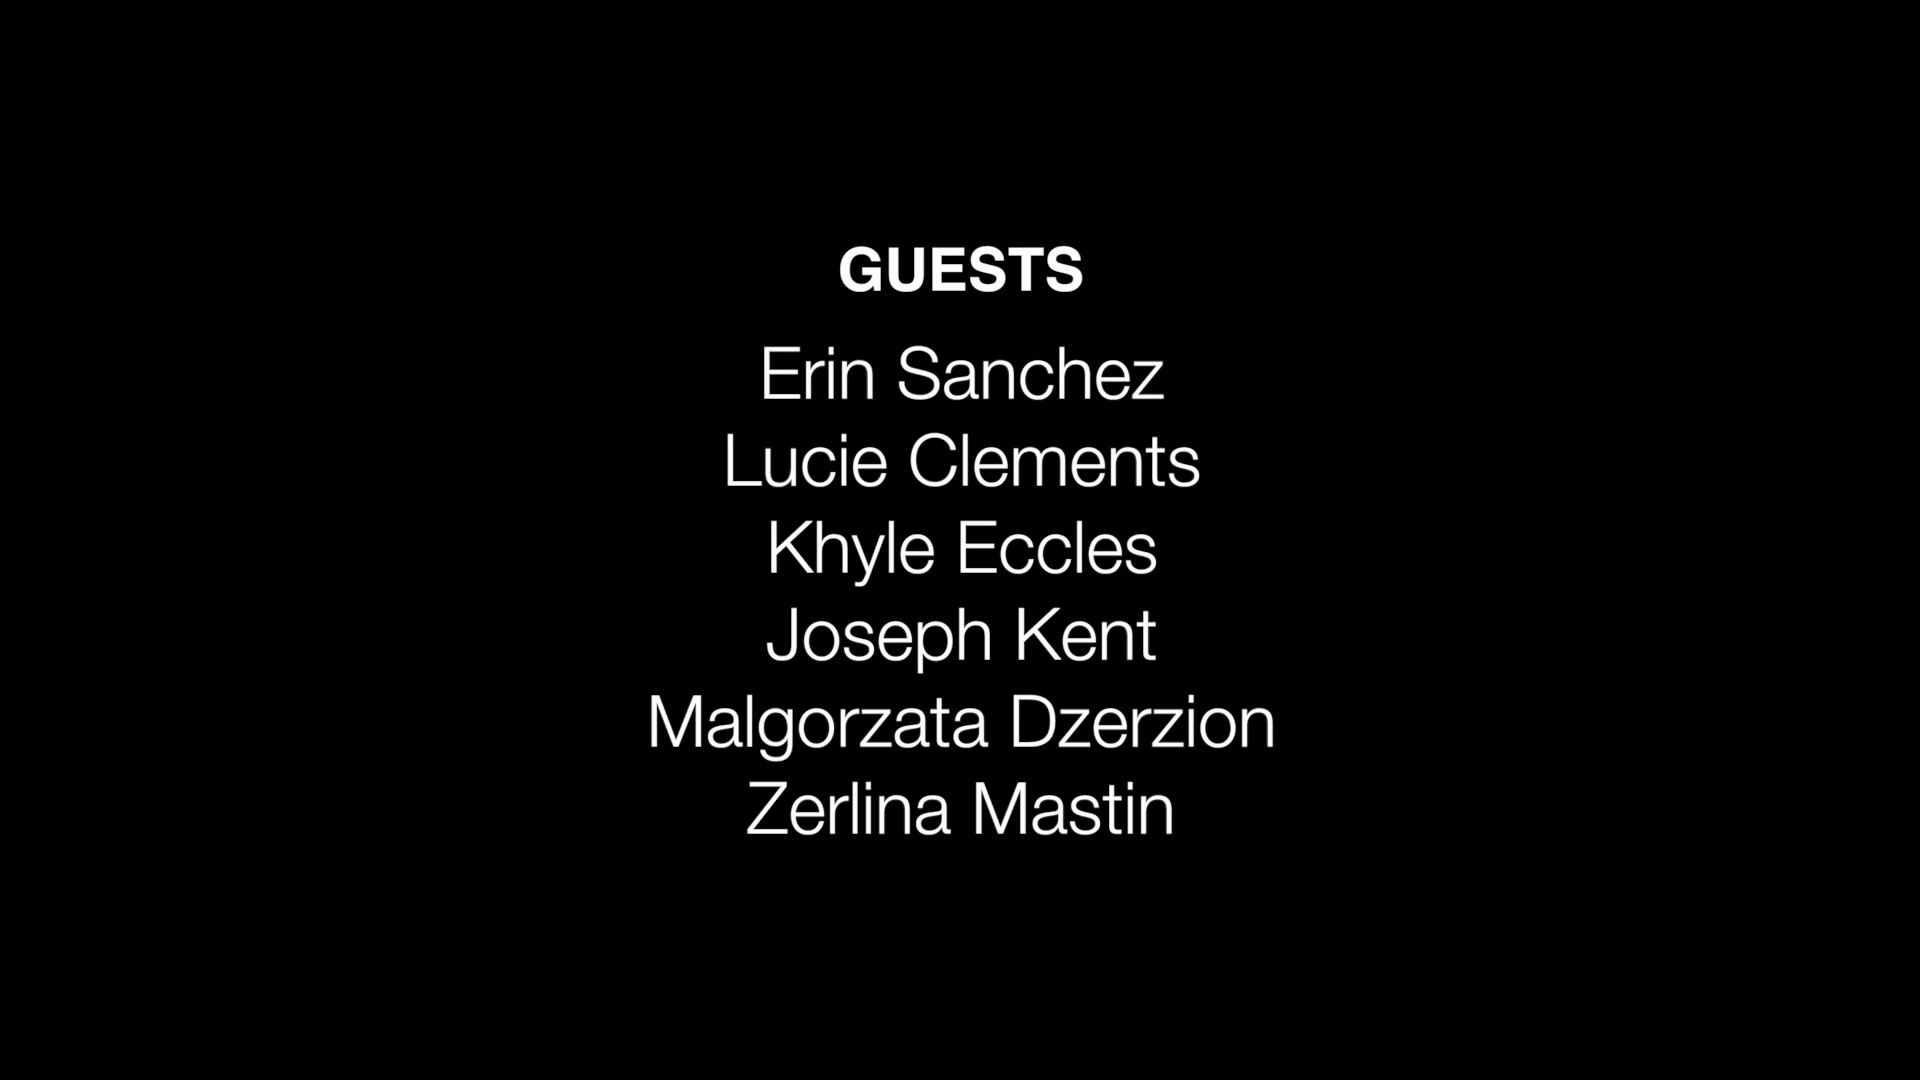 GUESTS
Erin Sanchez
Lucie Clements
Khyle Eccles
Joseph Kent
Malgorzata Dzerzion
Zerlina Mastin